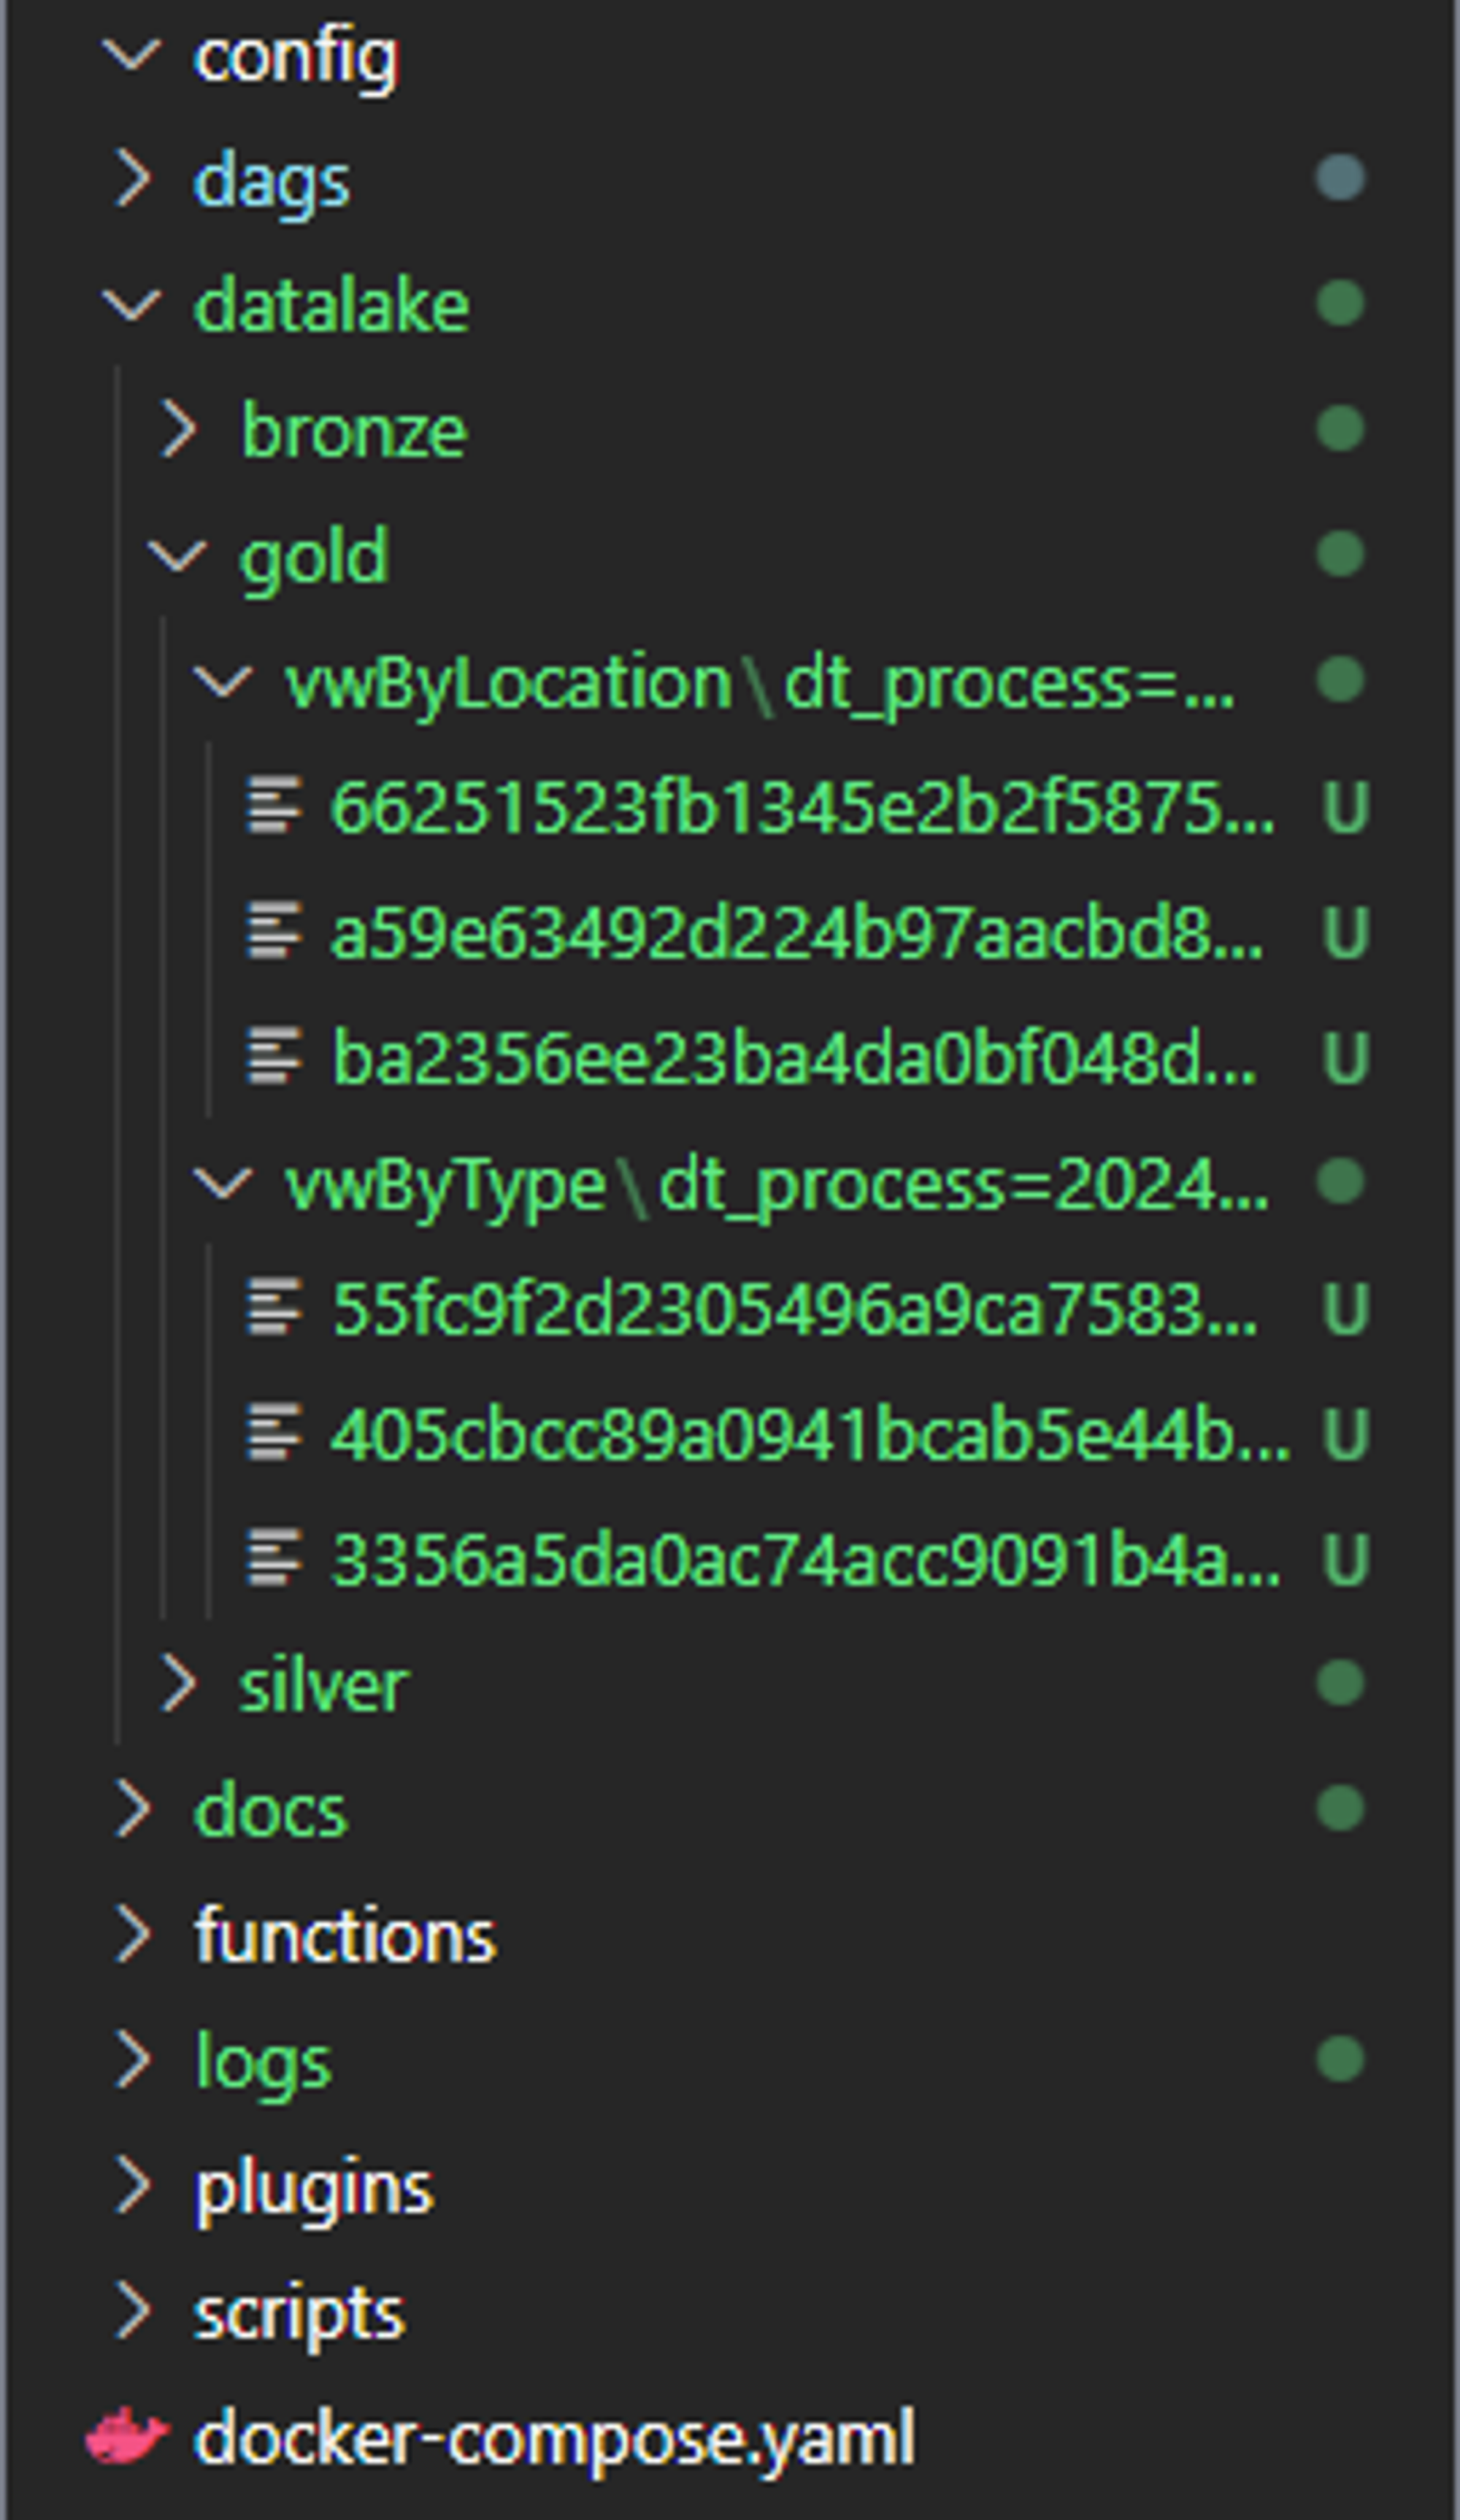 config
dags
datalake
bronze
gold
vwByLocation\dt_process=...
66251523fb1345e2b2f5875... U
a59e63492d224b97aacbd8... U
ba2356ee23ba4da0bf048d... U
vwByType\dt_process=2024...
55fc9f2d2305496a9ca7583... U
405cbcc89a0941bcab5e44b... U
3356a5da0ac74acc9091b4a... U
silver
docs
functions
logs
plugins
scripts
docker-compose.yaml